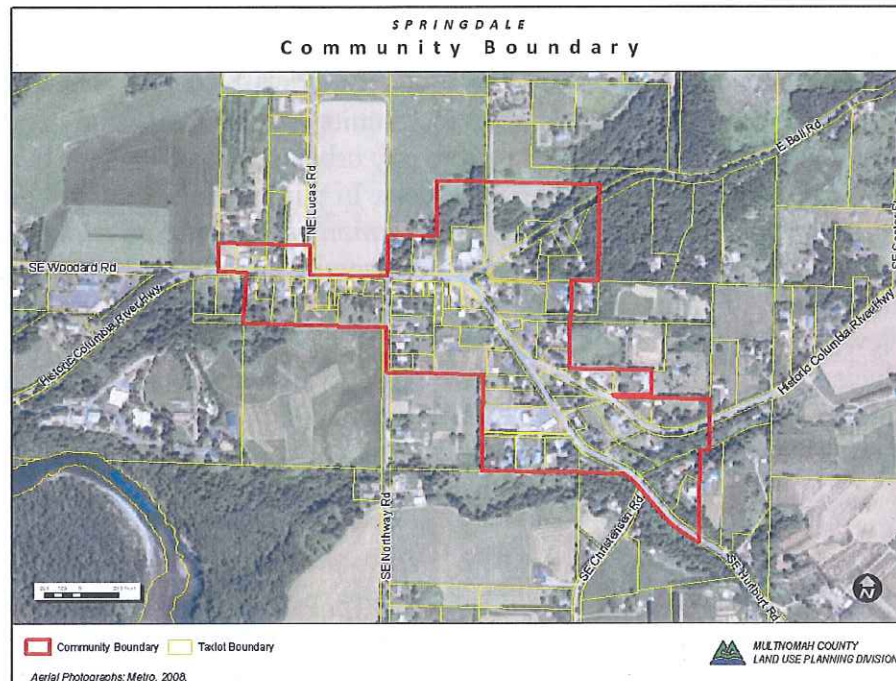 SPRINGDALE
Community Boundary
E Bell Rd
NE Lucas Rd
SE Woodard Rd
Historic Columbia River Hwy
Historic Columbia River Hwy
SE Northway Rd
SE Christensen Rd
SE Hurlburt Rd
N
Community Boundary
Taxlot Boundary
MULTNOMAH COUNTY
LAND USE PLANNING DIVISION
Aerial Photographs: Metro, 2008.